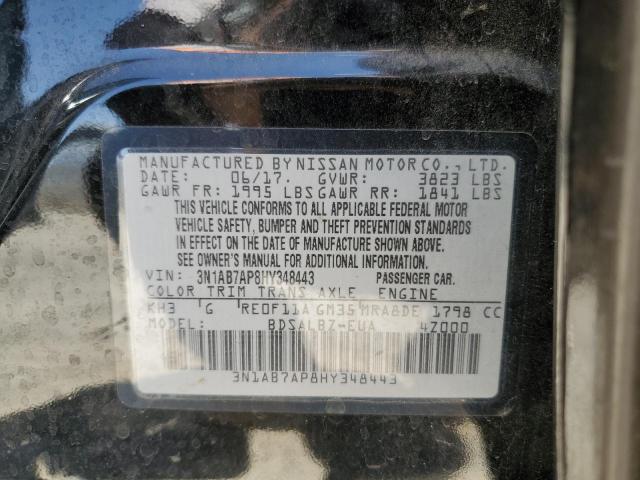 MANUFACTURED BY NISSAN MOTOR CO., LTD.
DATE: 06/17. GVWR: 3823 LBS
GAWR FR: 1995 LBS GAWR RR: 1841 LBS
THIS VEHICLE CONFORMS TO ALL APPLICABLE FEDERAL MOTOR
VEHICLE SAFETY, BUMPER AND THEFT PREVENTION STANDARDS
IN EFFECT ON THE DATE OF MANUFACTURE SHOWN ABOVE.
SEE OWNER'S MANUAL FOR ADDITIONAL INFORMATION.
VIN: 3N1AB7AP8HY348443 PASSENGER CAR.
COLOR TRIM TRANS AXLE ENGINE
KH3 G RE0F11A GM35 MRA8DE 1798 CC
MODEL: BDSALBZ-EUA 4Z000
3N1AB7AP8HY348443